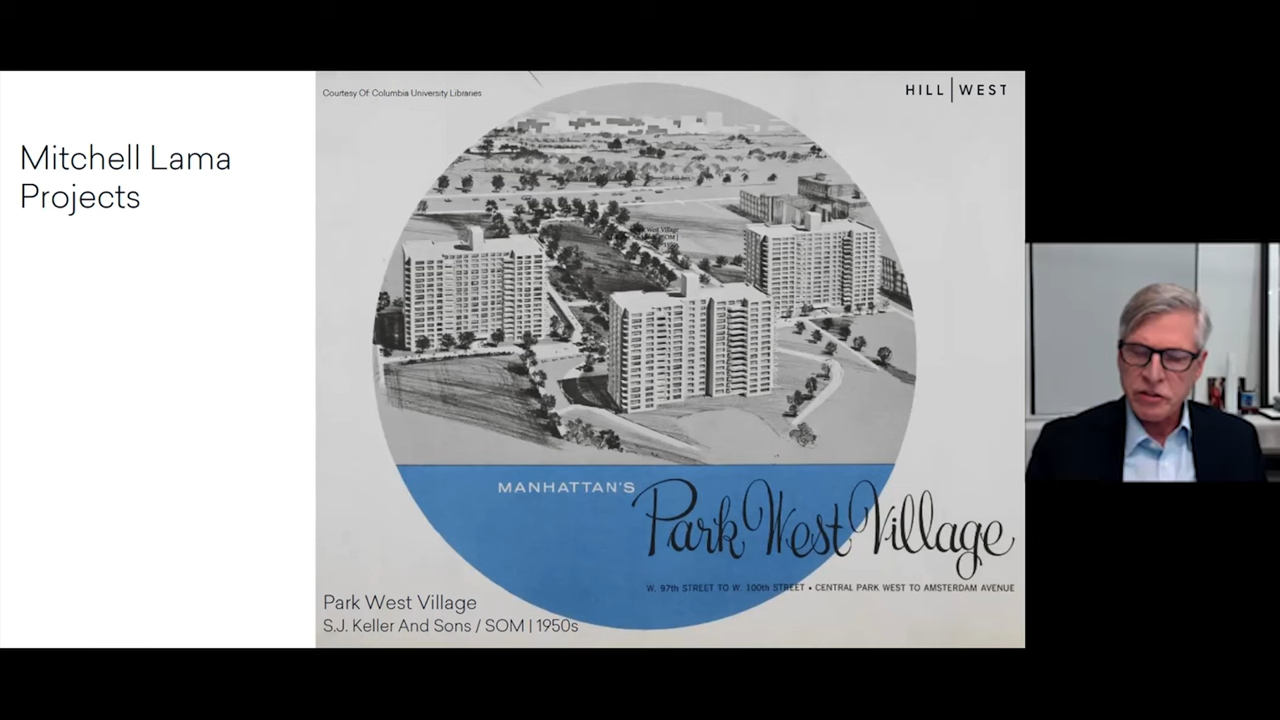 Mitchell Lama
Projects
Courtesy Of: Columbia University Libraries
HILL | WEST
MANHATTAN'S
Park West Village
W. 97th STREET TO W. 100th STREET • CENTRAL PARK WEST TO AMSTERDAM AVENUE
Park West Village
S.J. Keller And Sons / SOM | 1950s